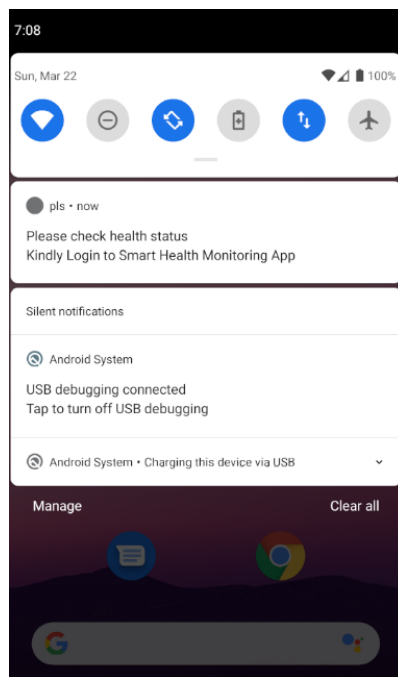 7:08
Sun, Mar 22
100%
pls • now
Please check health status
Kindly Login to Smart Health Monitoring App
Silent notifications
Android System
USB debugging connected
Tap to turn off USB debugging
Android System • Charging this device via USB
Manage
Clear all